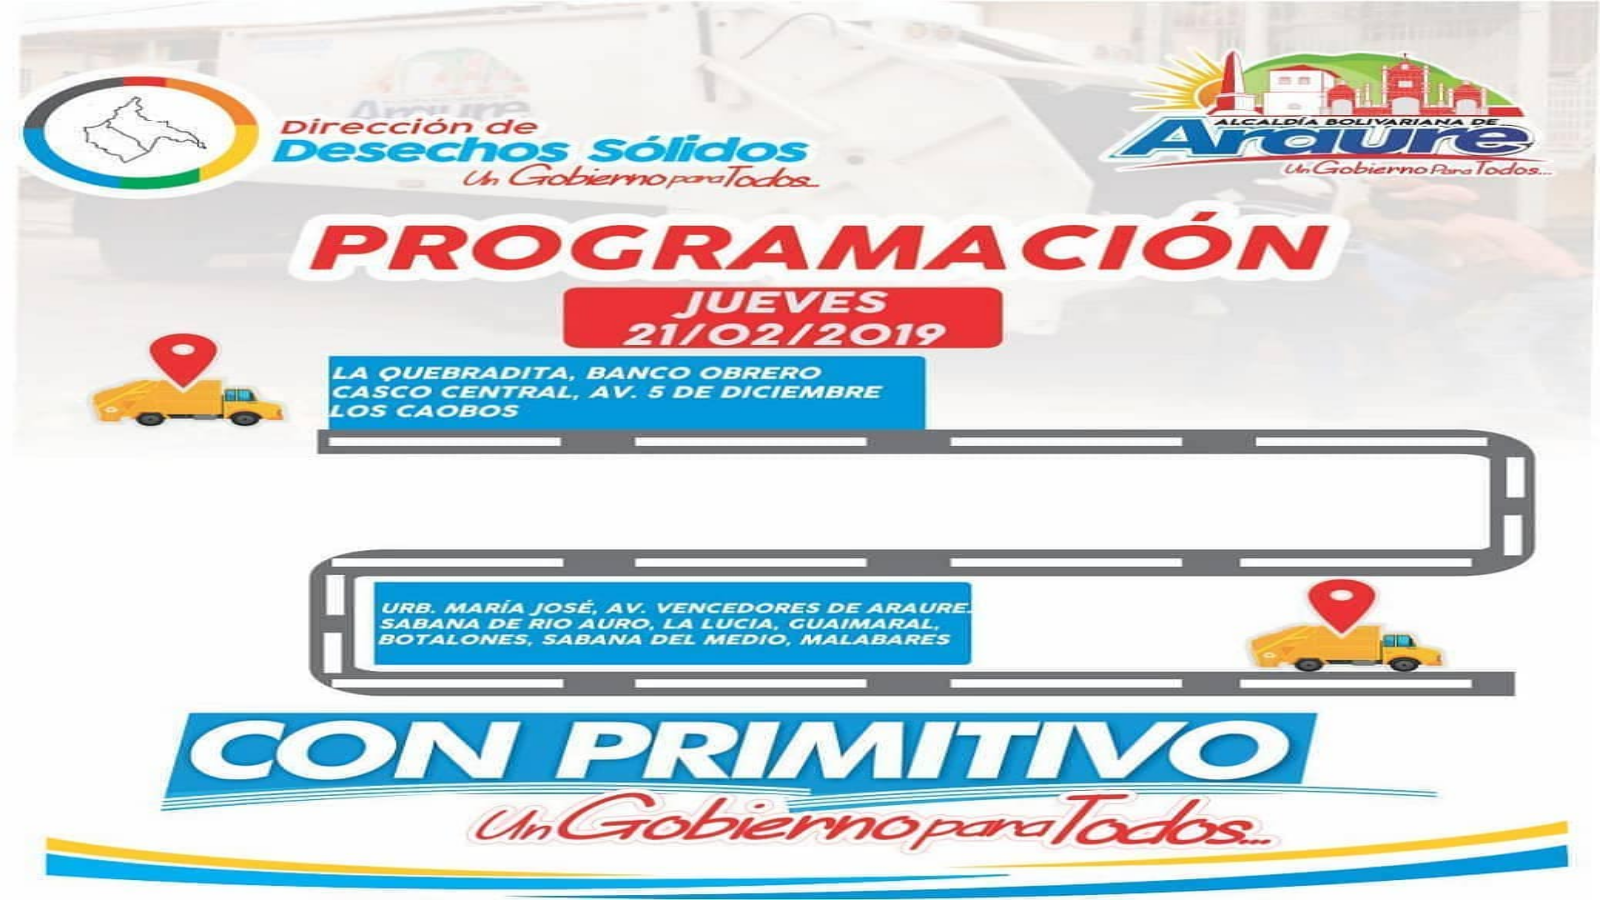 Dirección de
Desechos Sólidos
Un Gobierno para Todos...
ALCALDÍA BOLIVARIANA DE
Araure
Un Gobierno Para Todos...
Araure
PROGRAMACIÓN
JUEVES
21/02/2019
LA QUEBRADITA, BANCO OBRERO
CASCO CENTRAL, AV. 5 DE DICIEMBRE
LOS CAOBOS
URB. MARÍA JOSÉ, AV. VENCEDORES DE ARAURE.
SABANA DE RIO AURO, LA LUCIA, GUAIMARAL,
BOTALONES, SABANA DEL MEDIO, MALABARES
CON PRIMITIVO
Un Gobierno para Todos...